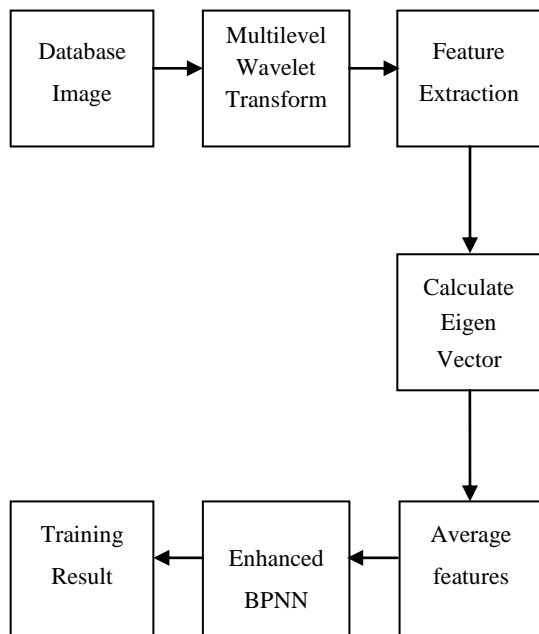 Database
Image
Multilevel
Wavelet
Transform
Feature
Extraction
Calculate
Eigen
Vector
Average
features
Enhanced
BPNN
Training
Result